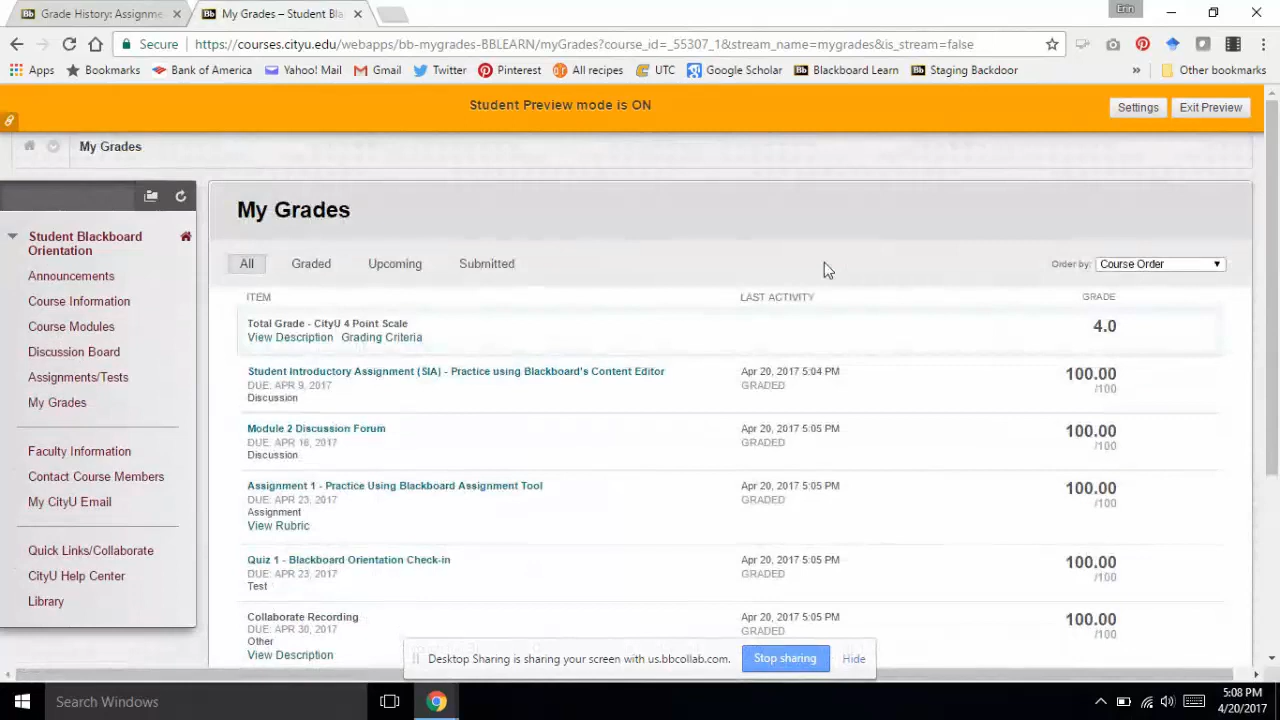 Grade History: Assignme
My Grades – Student Bla
Erin
Secure
https://courses.cityu.edu/webapps/bb-mygrades-BBLEARN/myGrades?course_id=_55307_1&stream_name=mygrades&is_stream=false
Apps
Bookmarks
Bank of America
Yahoo! Mail
Gmail
Twitter
Pinterest
All recipes
UTC
Google Scholar
Blackboard Learn
Staging Backdoor
»
Other bookmarks
Student Preview mode is ON
Settings
Exit Preview
My Grades
Student Blackboard
Orientation
Announcements
Course Information
Course Modules
Discussion Board
Assignments/Tests
My Grades
Faculty Information
Contact Course Members
My CityU Email
Quick Links/Collaborate
CityU Help Center
Library
My Grades
All
Graded
Upcoming
Submitted
Order by:
Course Order
ITEM
LAST ACTIVITY
GRADE
Total Grade - CityU 4 Point Scale
4.0
View Description Grading Criteria
Student Introductory Assignment (SIA) - Practice using Blackboard's Content Editor
Apr 20, 2017 5:04 PM
100.00
DUE: APR 9, 2017
GRADED
/100
Discussion
Module 2 Discussion Forum
Apr 20, 2017 5:05 PM
100.00
DUE: APR 16, 2017
GRADED
/100
Discussion
Assignment 1 - Practice Using Blackboard Assignment Tool
Apr 20, 2017 5:05 PM
100.00
DUE: APR 23, 2017
GRADED
/100
Assignment
View Rubric
Quiz 1 - Blackboard Orientation Check-in
Apr 20, 2017 5:05 PM
100.00
DUE: APR 23, 2017
GRADED
/100
Test
Collaborate Recording
Apr 20, 2017 5:05 PM
100.00
DUE: APR 30, 2017
GRADED
/100
Other
View Description
Desktop Sharing is sharing your screen with us.bbcollab.com.
Stop sharing
Hide
Search Windows
5:08 PM
4/20/2017